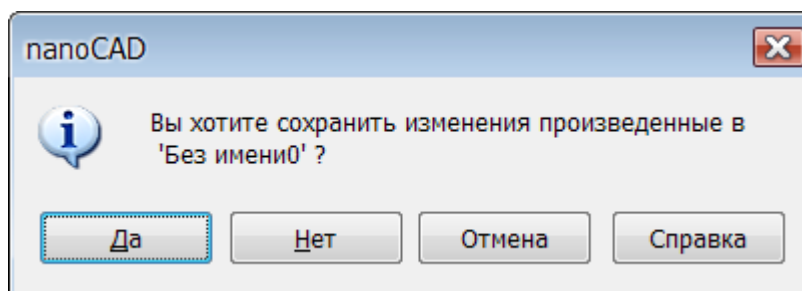 nanoCAD
Вы хотите сохранить изменения произведенные в
'Без имени0' ?
Да
Нет
Отмена
Справка